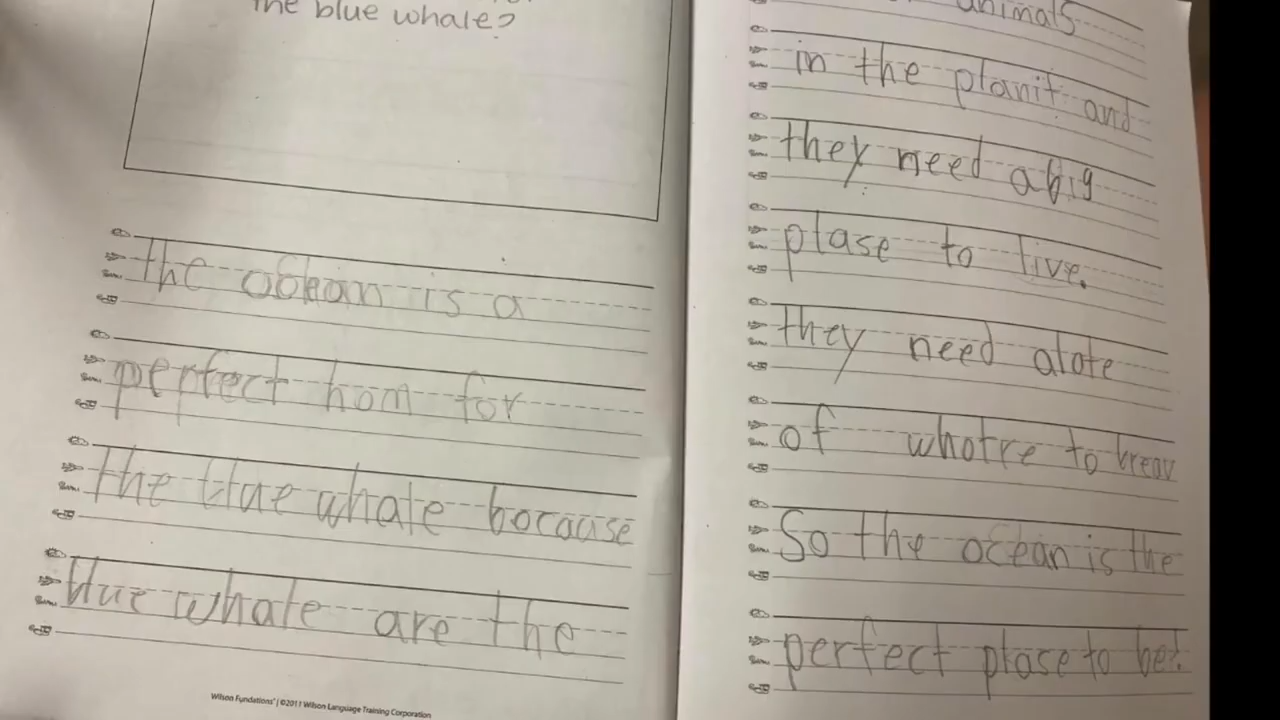 the blue whale?
the ocean is a
perfect hom for
the blue whale bocause
blue whale are the
Wilson Fundations® | ©2011 Wilson Language Training Corporation
animals
in the planit and
they need a big
plase to live.
they need alote
of whotre to
So the ocean is the
perfect plase to be!